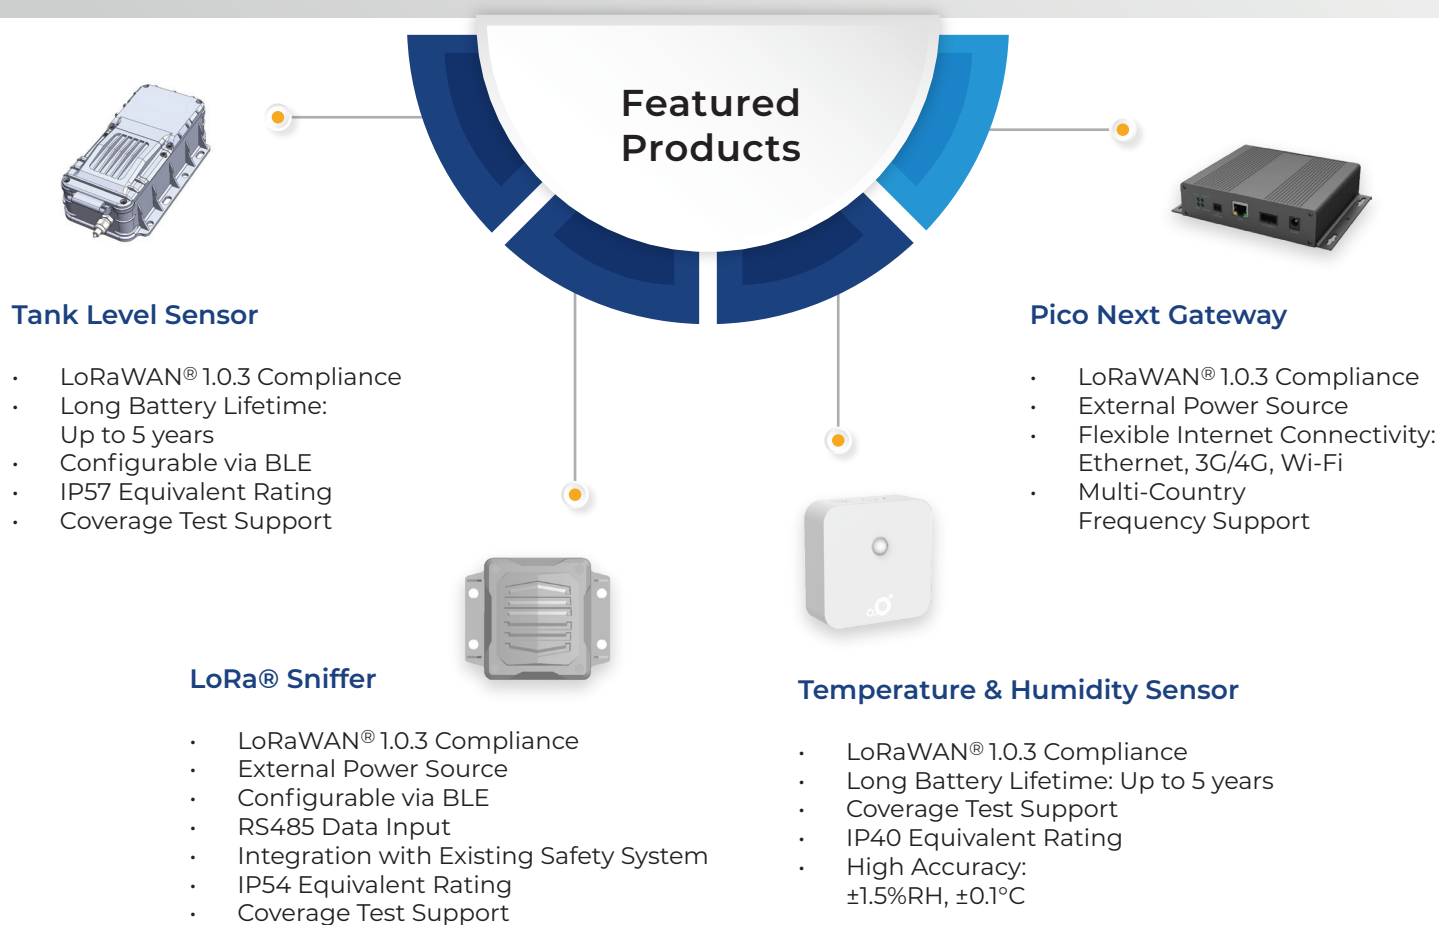 Featured
Products
Tank Level Sensor
• LoRaWAN® 1.0.3 Compliance
• Long Battery Lifetime:
Up to 5 years
• Configurable via BLE
• IP57 Equivalent Rating
• Coverage Test Support
Pico Next Gateway
• LoRaWAN® 1.0.3 Compliance
• External Power Source
• Flexible Internet Connectivity:
Ethernet, 3G/4G, Wi-Fi
• Multi-Country
Frequency Support
LoRa® Sniffer
• LoRaWAN® 1.0.3 Compliance
• External Power Source
• Configurable via BLE
• RS485 Data Input
• Integration with Existing Safety System
• IP54 Equivalent Rating
• Coverage Test Support
Temperature & Humidity Sensor
• LoRaWAN® 1.0.3 Compliance
• Long Battery Lifetime: Up to 5 years
• Coverage Test Support
• IP40 Equivalent Rating
• High Accuracy:
±1.5%RH, ±0.1°C